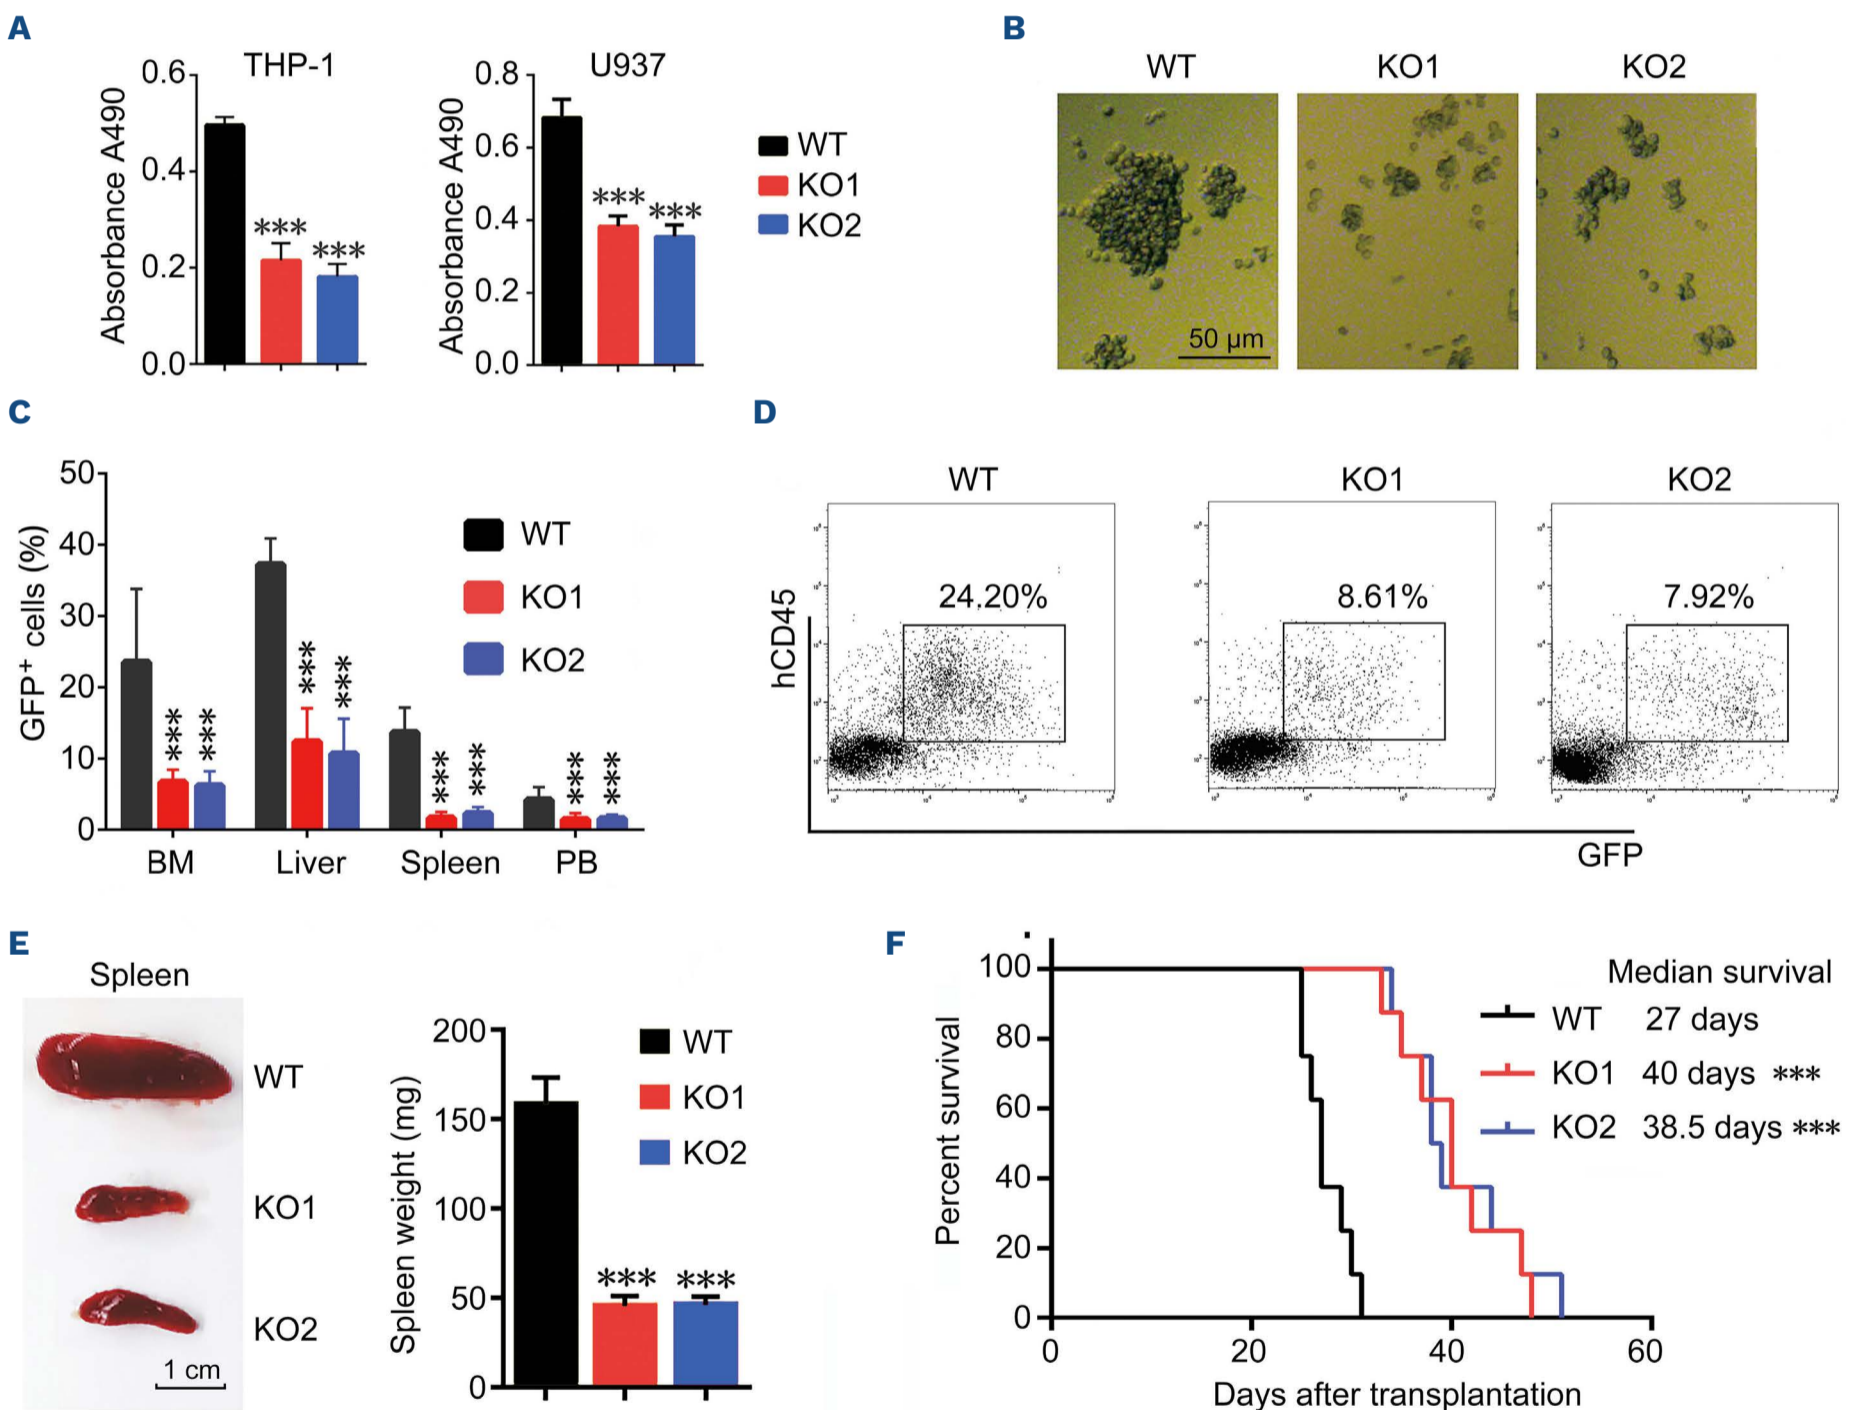 A
THP-1
Absorbance A490
0.6
0.4
0.2
0.0
***
***
U937
Absorbance A490
0.8
0.6
0.4
0.2
0.0
***
***
WT
KO1
KO2
B
WT
KO1
KO2
50 μm
C
GFP+ cells (%)
50
40
30
20
10
0
***
***
***
***
***
***
***
***
BM
Liver
Spleen
PB
WT
KO1
KO2
D
WT
KO1
KO2
hCD45
24.20%
8.61%
7.92%
GFP
E
Spleen
WT
KO1
KO2
1 cm
Spleen weight (mg)
200
150
100
50
0
***
***
WT
KO1
KO2
F
Percent survival
100
80
60
40
20
0
0
20
40
60
Days after transplantation
Median survival
WT 27 days
KO1 40 days ***
KO2 38.5 days ***